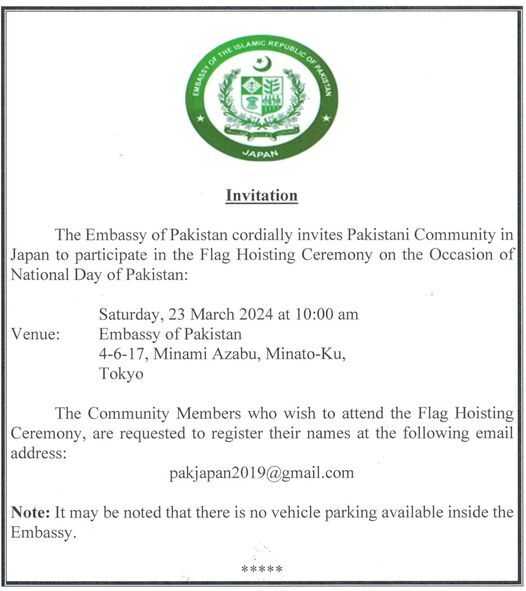 EMBASSY OF THE ISLAMIC REPUBLIC OF PAKISTAN
JAPAN
Invitation
The Embassy of Pakistan cordially invites Pakistani Community in
Japan to participate in the Flag Hoisting Ceremony on the Occasion of
National Day of Pakistan:
Saturday, 23 March 2024 at 10:00 am
Venue: Embassy of Pakistan
4-6-17, Minami Azabu, Minato-Ku,
Tokyo
The Community Members who wish to attend the Flag Hoisting
Ceremony, are requested to register their names at the following email
address:
pakjapan2019@gmail.com
Note: It may be noted that there is no vehicle parking available inside the
Embassy.
*****